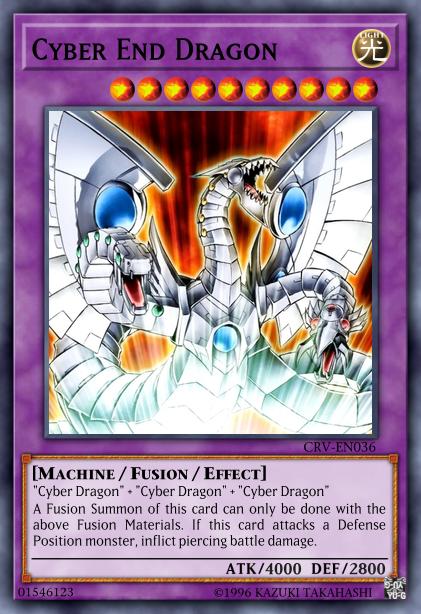 CYBER END DRAGON
LIGHT
光
CRV-EN036
[MACHINE / FUSION / EFFECT]
"Cyber Dragon" + "Cyber Dragon" + "Cyber Dragon"
A Fusion Summon of this card can only be done with the
above Fusion Materials. If this card attacks a Defense
Position monster, inflict piercing battle damage.
ATK/4000 DEF/2800
01546123
©1996 KAZUKI TAKAHASHI